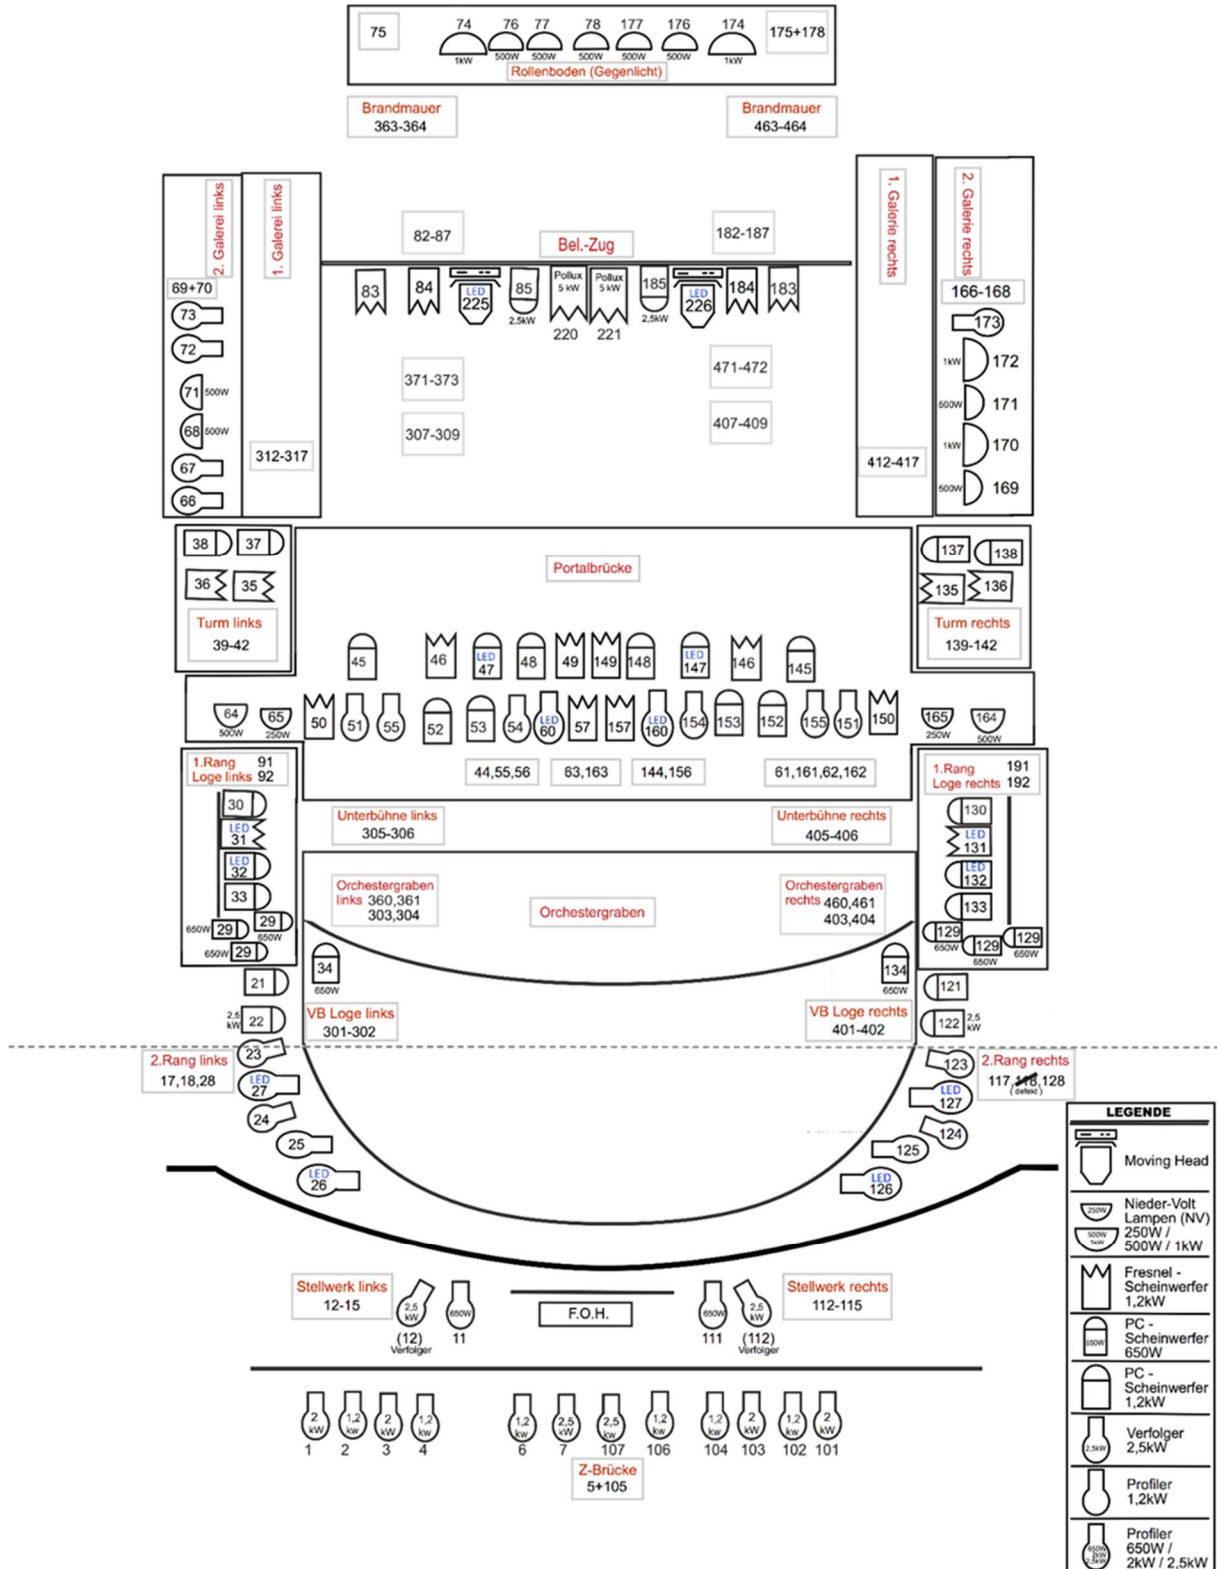 75
74
76
77
78
177
176
174
175+178
1kW
500W
500W
500W
500W
500W
1kW
Rollenboden (Gegenlicht)
Brandmauer
363-364
Brandmauer
463-464
2. Galerei links
1. Galerei links
1. Galerie rechts
2. Galerie rechts
82-87
Bel.-Zug
182-187
69+70
166-168
83
84
LED
225
85
2,5kW
Pollux
5 kW
220
Pollux
5 kW
221
185
2,5kW
LED
226
184
183
73
72
71
500W
68
500W
67
66
173
1kW
172
500W
171
1kW
170
500W
169
371-373
471-472
307-309
407-409
312-317
412-417
38
37
36
35
Turm links
39-42
137
138
135
136
Turm rechts
139-142
Portalbrücke
45
46
LED
47
48
49
149
148
LED
147
146
145
64
500W
65
250W
50
51
55
52
53
54
LED
60
57
157
LED
160
154
153
152
155
151
150
165
250W
164
500W
44,55,56
63,163
144,156
61,161,62,162
1.Rang 91
Loge links 92
1.Rang 191
Loge rechts 192
30
LED
31
LED
32
33
29
650W
29
650W
29
650W
130
LED
131
LED
132
133
129
650W
129
650W
129
650W
Unterbühne links
305-306
Unterbühne rechts
405-406
Orchestergraben
links 360,361
303,304
Orchestergraben
Orchestergraben
rechts 460,461
403,404
34
650W
134
650W
VB Loge links
301-302
VB Loge rechts
401-402
21
2,5
kW
22
121
122
2,5
kW
23
2.Rang links
17,18,28
LED
27
24
25
LED
26
123
2.Rang rechts
117,118,128
( defekt )
LED
127
124
125
LED
126
Stellwerk links
12-15
2,5
kW
(12)
Verfolger
650W
11
F.O.H.
650W
111
2,5
kW
(112)
Verfolger
Stellwerk rechts
112-115
2
kW
1
1,2
kw
2
2
kW
3
1,2
kw
4
1,2
kw
6
2,5
kW
7
2,5
kW
107
1,2
kw
106
1,2
kw
104
2
kW
103
1,2
kw
102
2
kW
101
Z-Brücke
5+105
LEGENDE
Moving Head
250W
500W
1kW
Nieder-Volt
Lampen (NV)
250W /
500W / 1kW
Fresnel -
Scheinwerfer
1,2kW
650W
PC -
Scheinwerfer
650W
PC -
Scheinwerfer
1,2kW
2,5kW
Verfolger
2,5kW
Profiler
1,2kW
650W
2kW
2,5kW
Profiler
650W /
2kW / 2,5kW